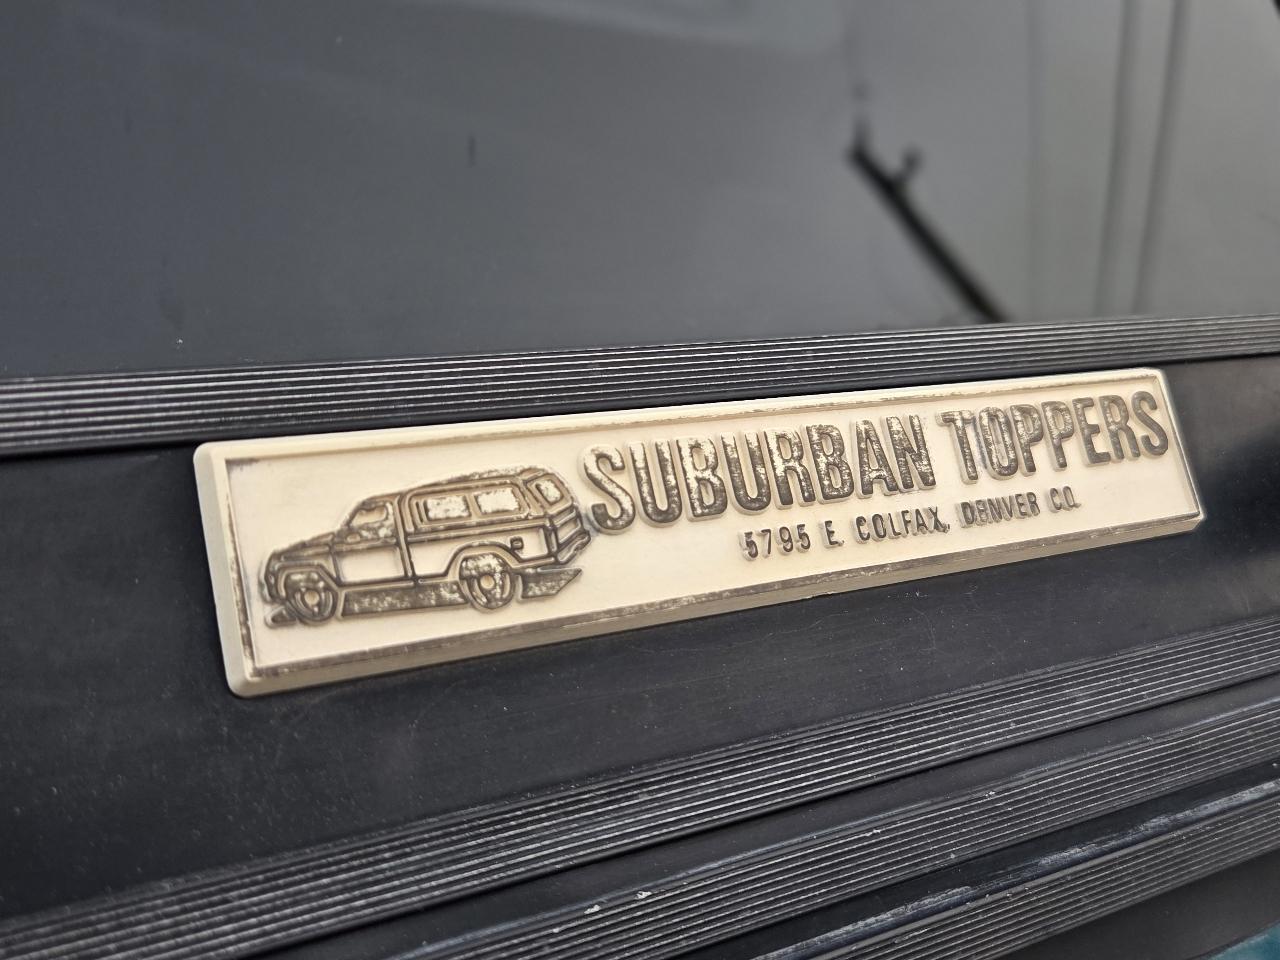 SUBURBAN TOPPERS
5795 E. COLFAX, DENVER CO.